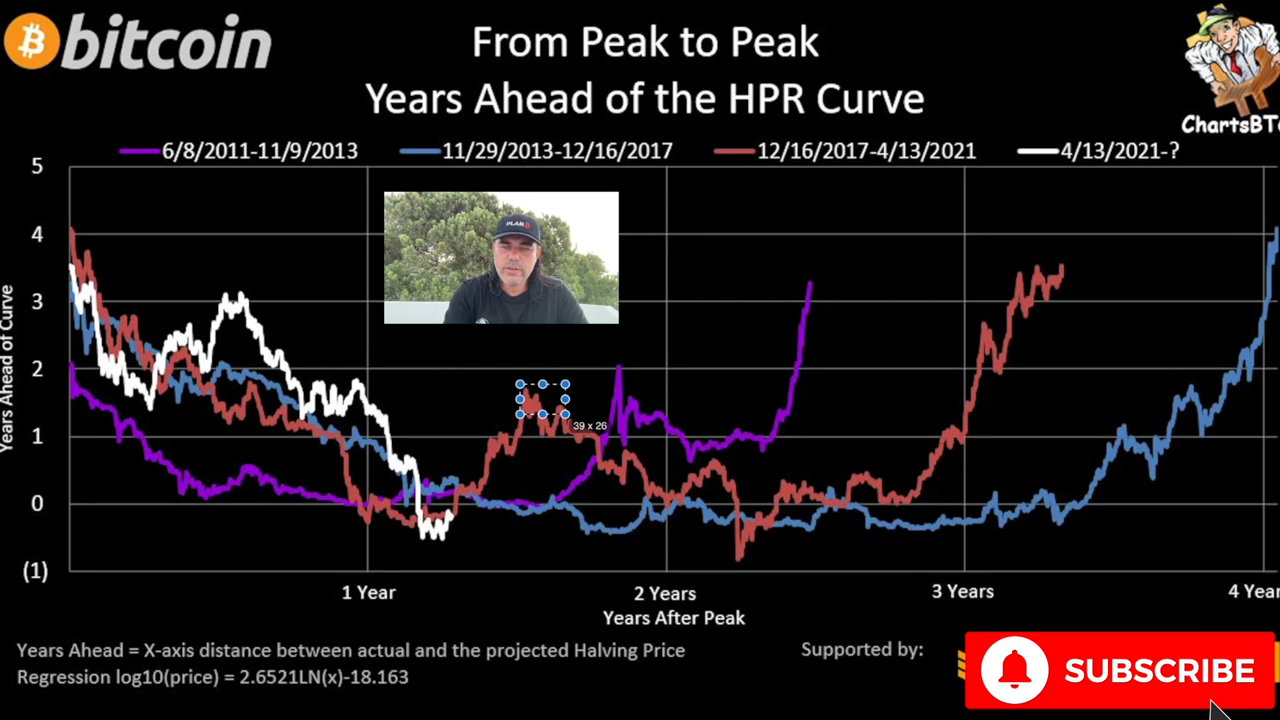 bitcoin
From Peak to Peak
Years Ahead of the HPR Curve
ChartsBT
6/8/2011-11/9/2013 11/29/2013-12/16/2017 12/16/2017-4/13/2021 4/13/2021-?
5
4
3
2
1
0
(1)
Years Ahead of Curve
PLAN
39 x 26
1 Year 2 Years 3 Years 4 Year
Years After Peak
Years Ahead = X-axis distance between actual and the projected Halving Price
Regression log10(price) = 2.6521LN(x)-18.163
Supported by:
SUBSCRIBE